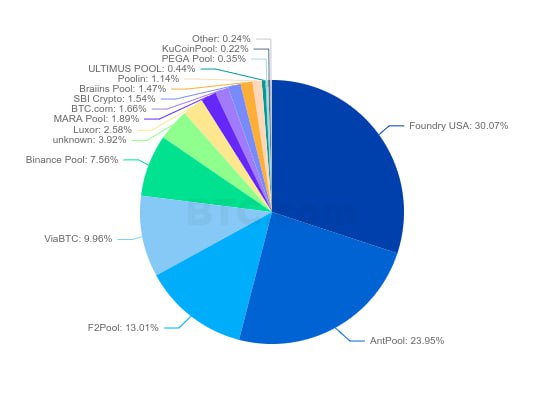 Other: 0.24%
KuCoinPool: 0.22%
PEGA Pool: 0.35%
ULTIMUS POOL: 0.44%
Poolin: 1.14%
Braiins Pool: 1.47%
SBI Crypto: 1.54%
BTC.com: 1.66%
MARA Pool: 1.89%
Luxor: 2.58%
unknown: 3.92%
Binance Pool: 7.56%
ViaBTC: 9.96%
F2Pool: 13.01%
Foundry USA: 30.07%
AntPool: 23.95%
BTC.com